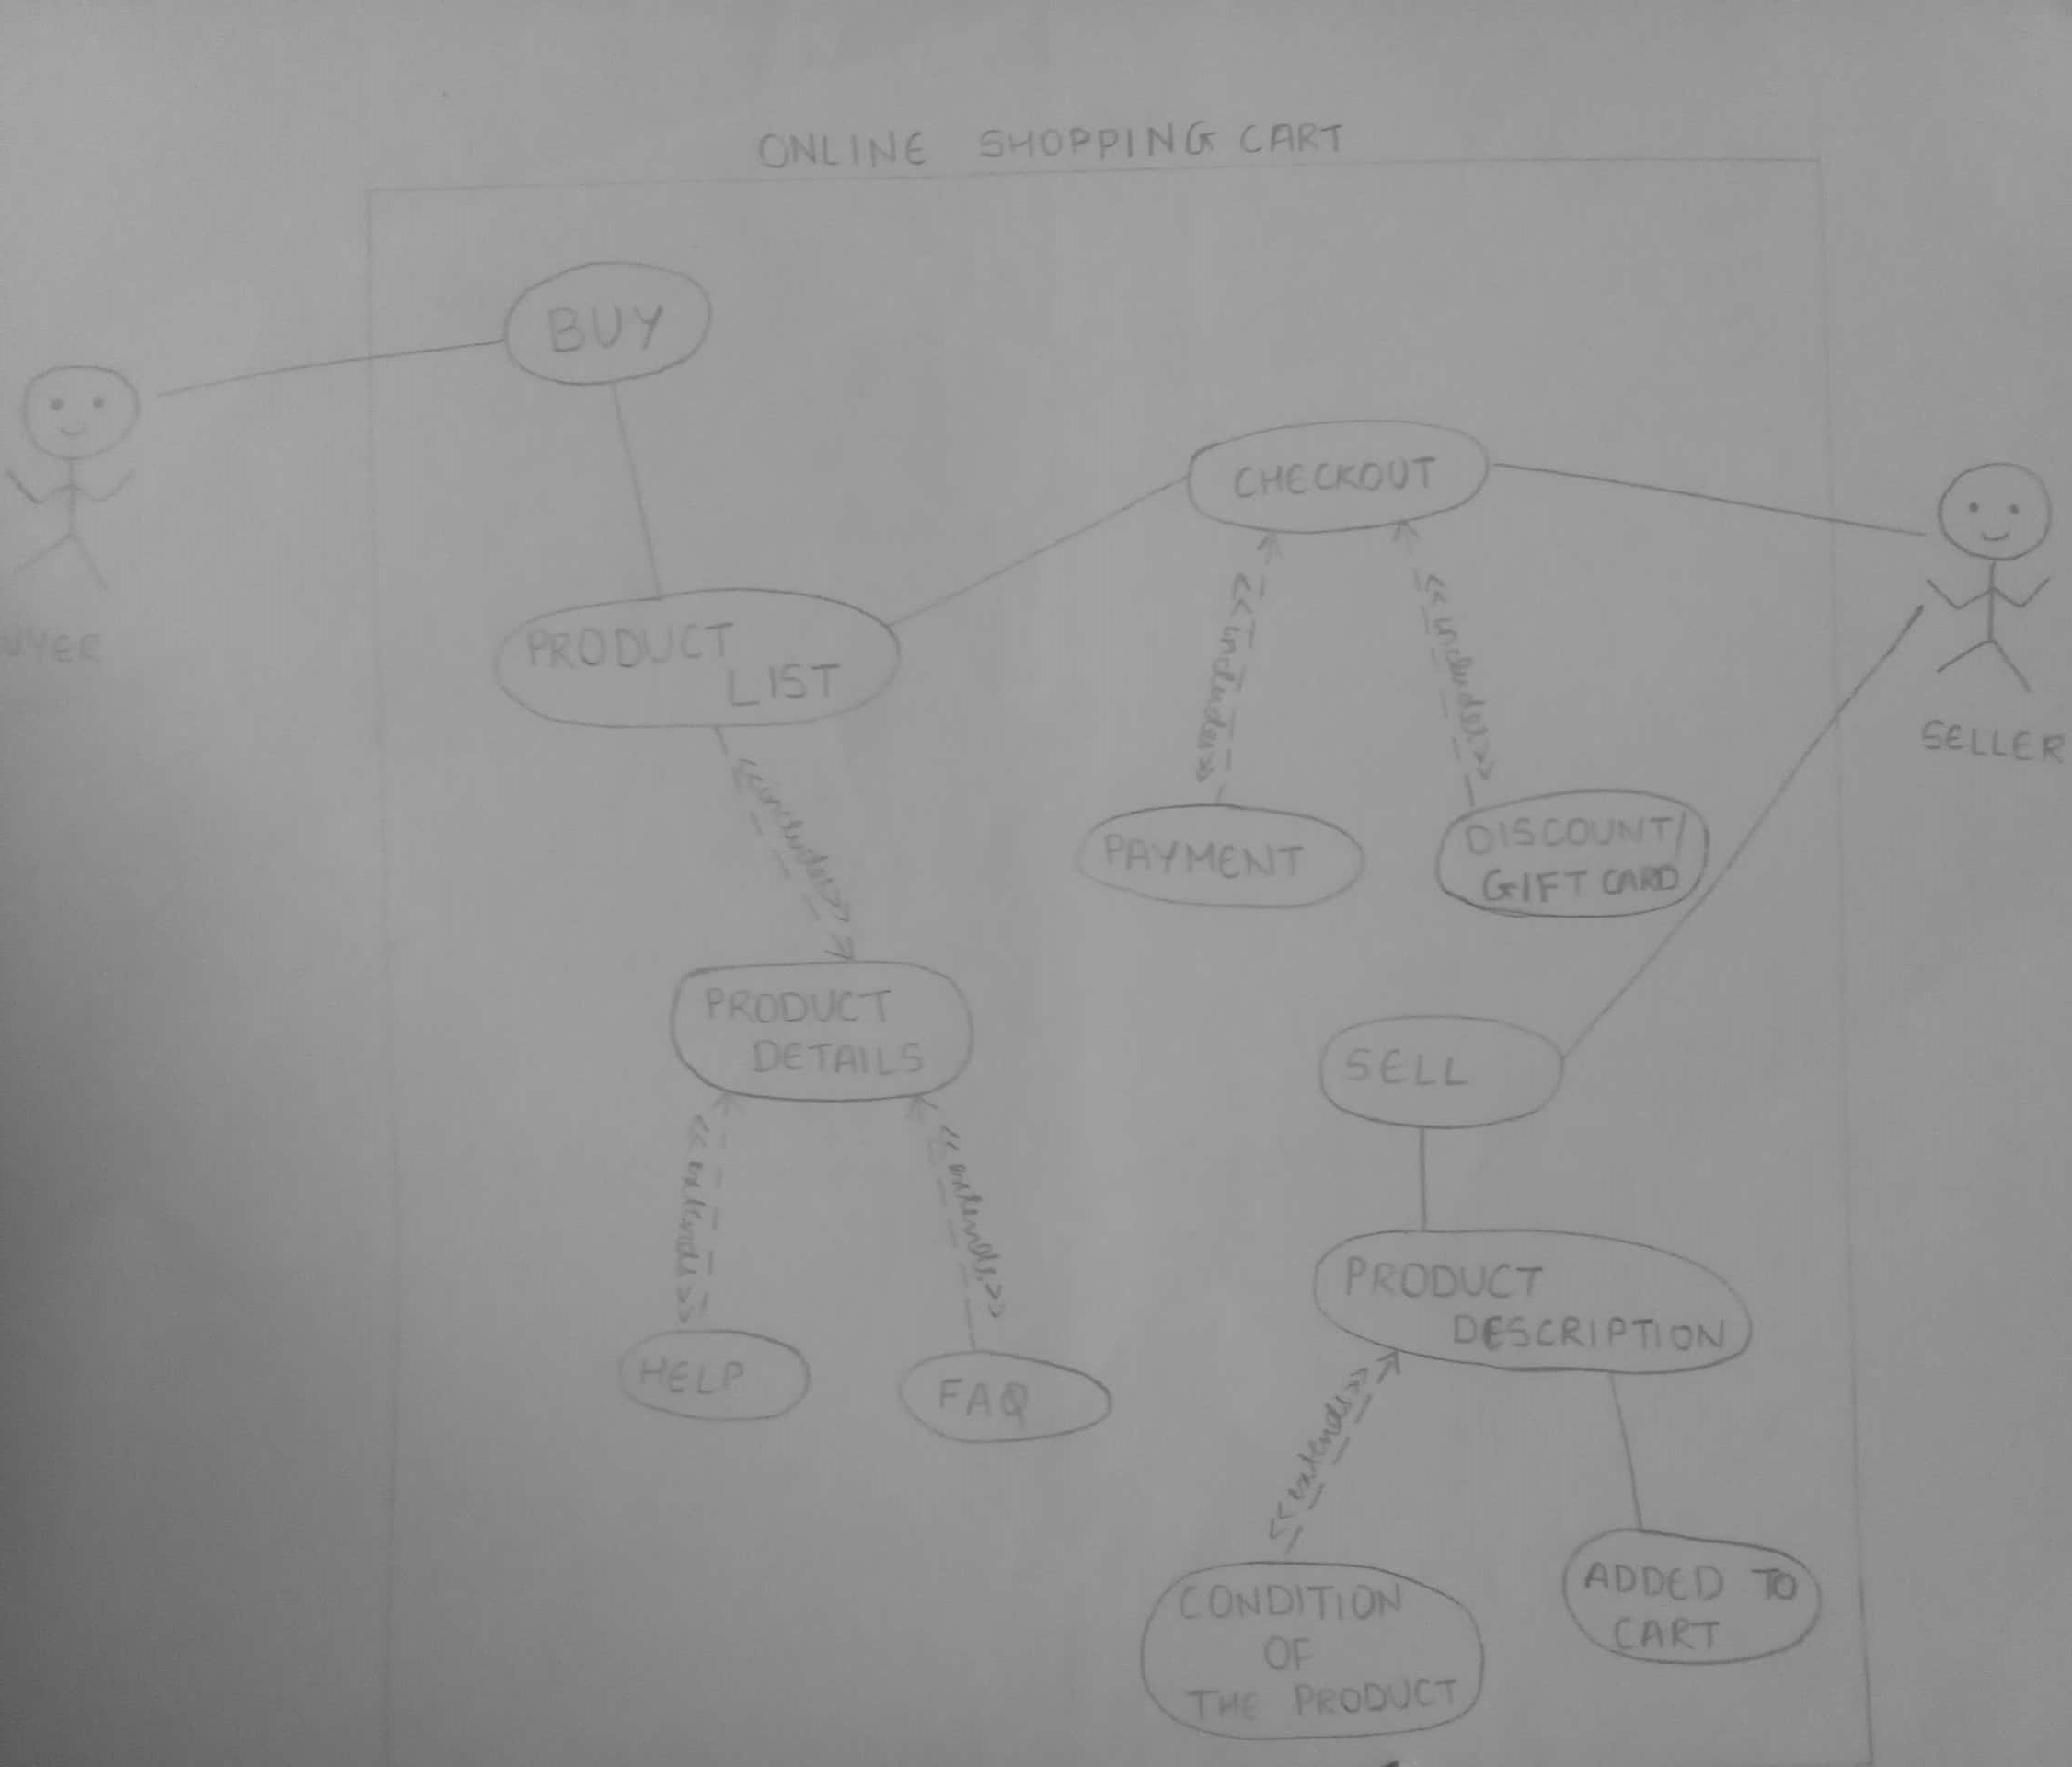 ONLINE SHOPPING CART
BUY
CHECKOUT
UYER
PRODUCT
LIST
<<includes>>
<<includes>>
SELLER
<<includes>>
PAYMENT
DISCOUNT/
GIFT CARD
PRODUCT
DETAILS
SELL
<<extends>>
<<extends>>
PRODUCT
DESCRIPTION
HELP
FAQ
<<extends>>
CONDITION
OF
THE PRODUCT
ADDED TO
CART